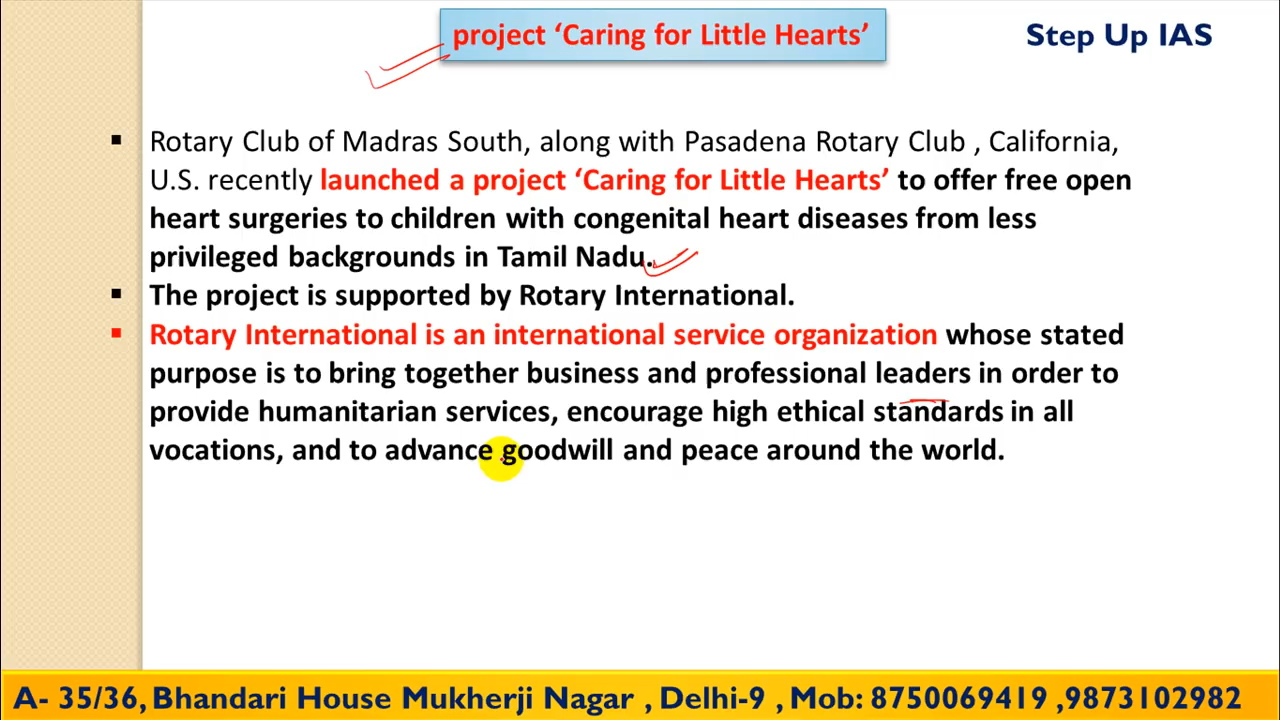 project ‘Caring for Little Hearts’
Step Up IAS
▪ Rotary Club of Madras South, along with Pasadena Rotary Club , California,
U.S. recently launched a project ‘Caring for Little Hearts’ to offer free open
heart surgeries to children with congenital heart diseases from less
privileged backgrounds in Tamil Nadu.
▪ The project is supported by Rotary International.
▪ Rotary International is an international service organization whose stated
purpose is to bring together business and professional leaders in order to
provide humanitarian services, encourage high ethical standards in all
vocations, and to advance goodwill and peace around the world.
A- 35/36, Bhandari House Mukherji Nagar , Delhi-9 , Mob: 8750069419 ,9873102982